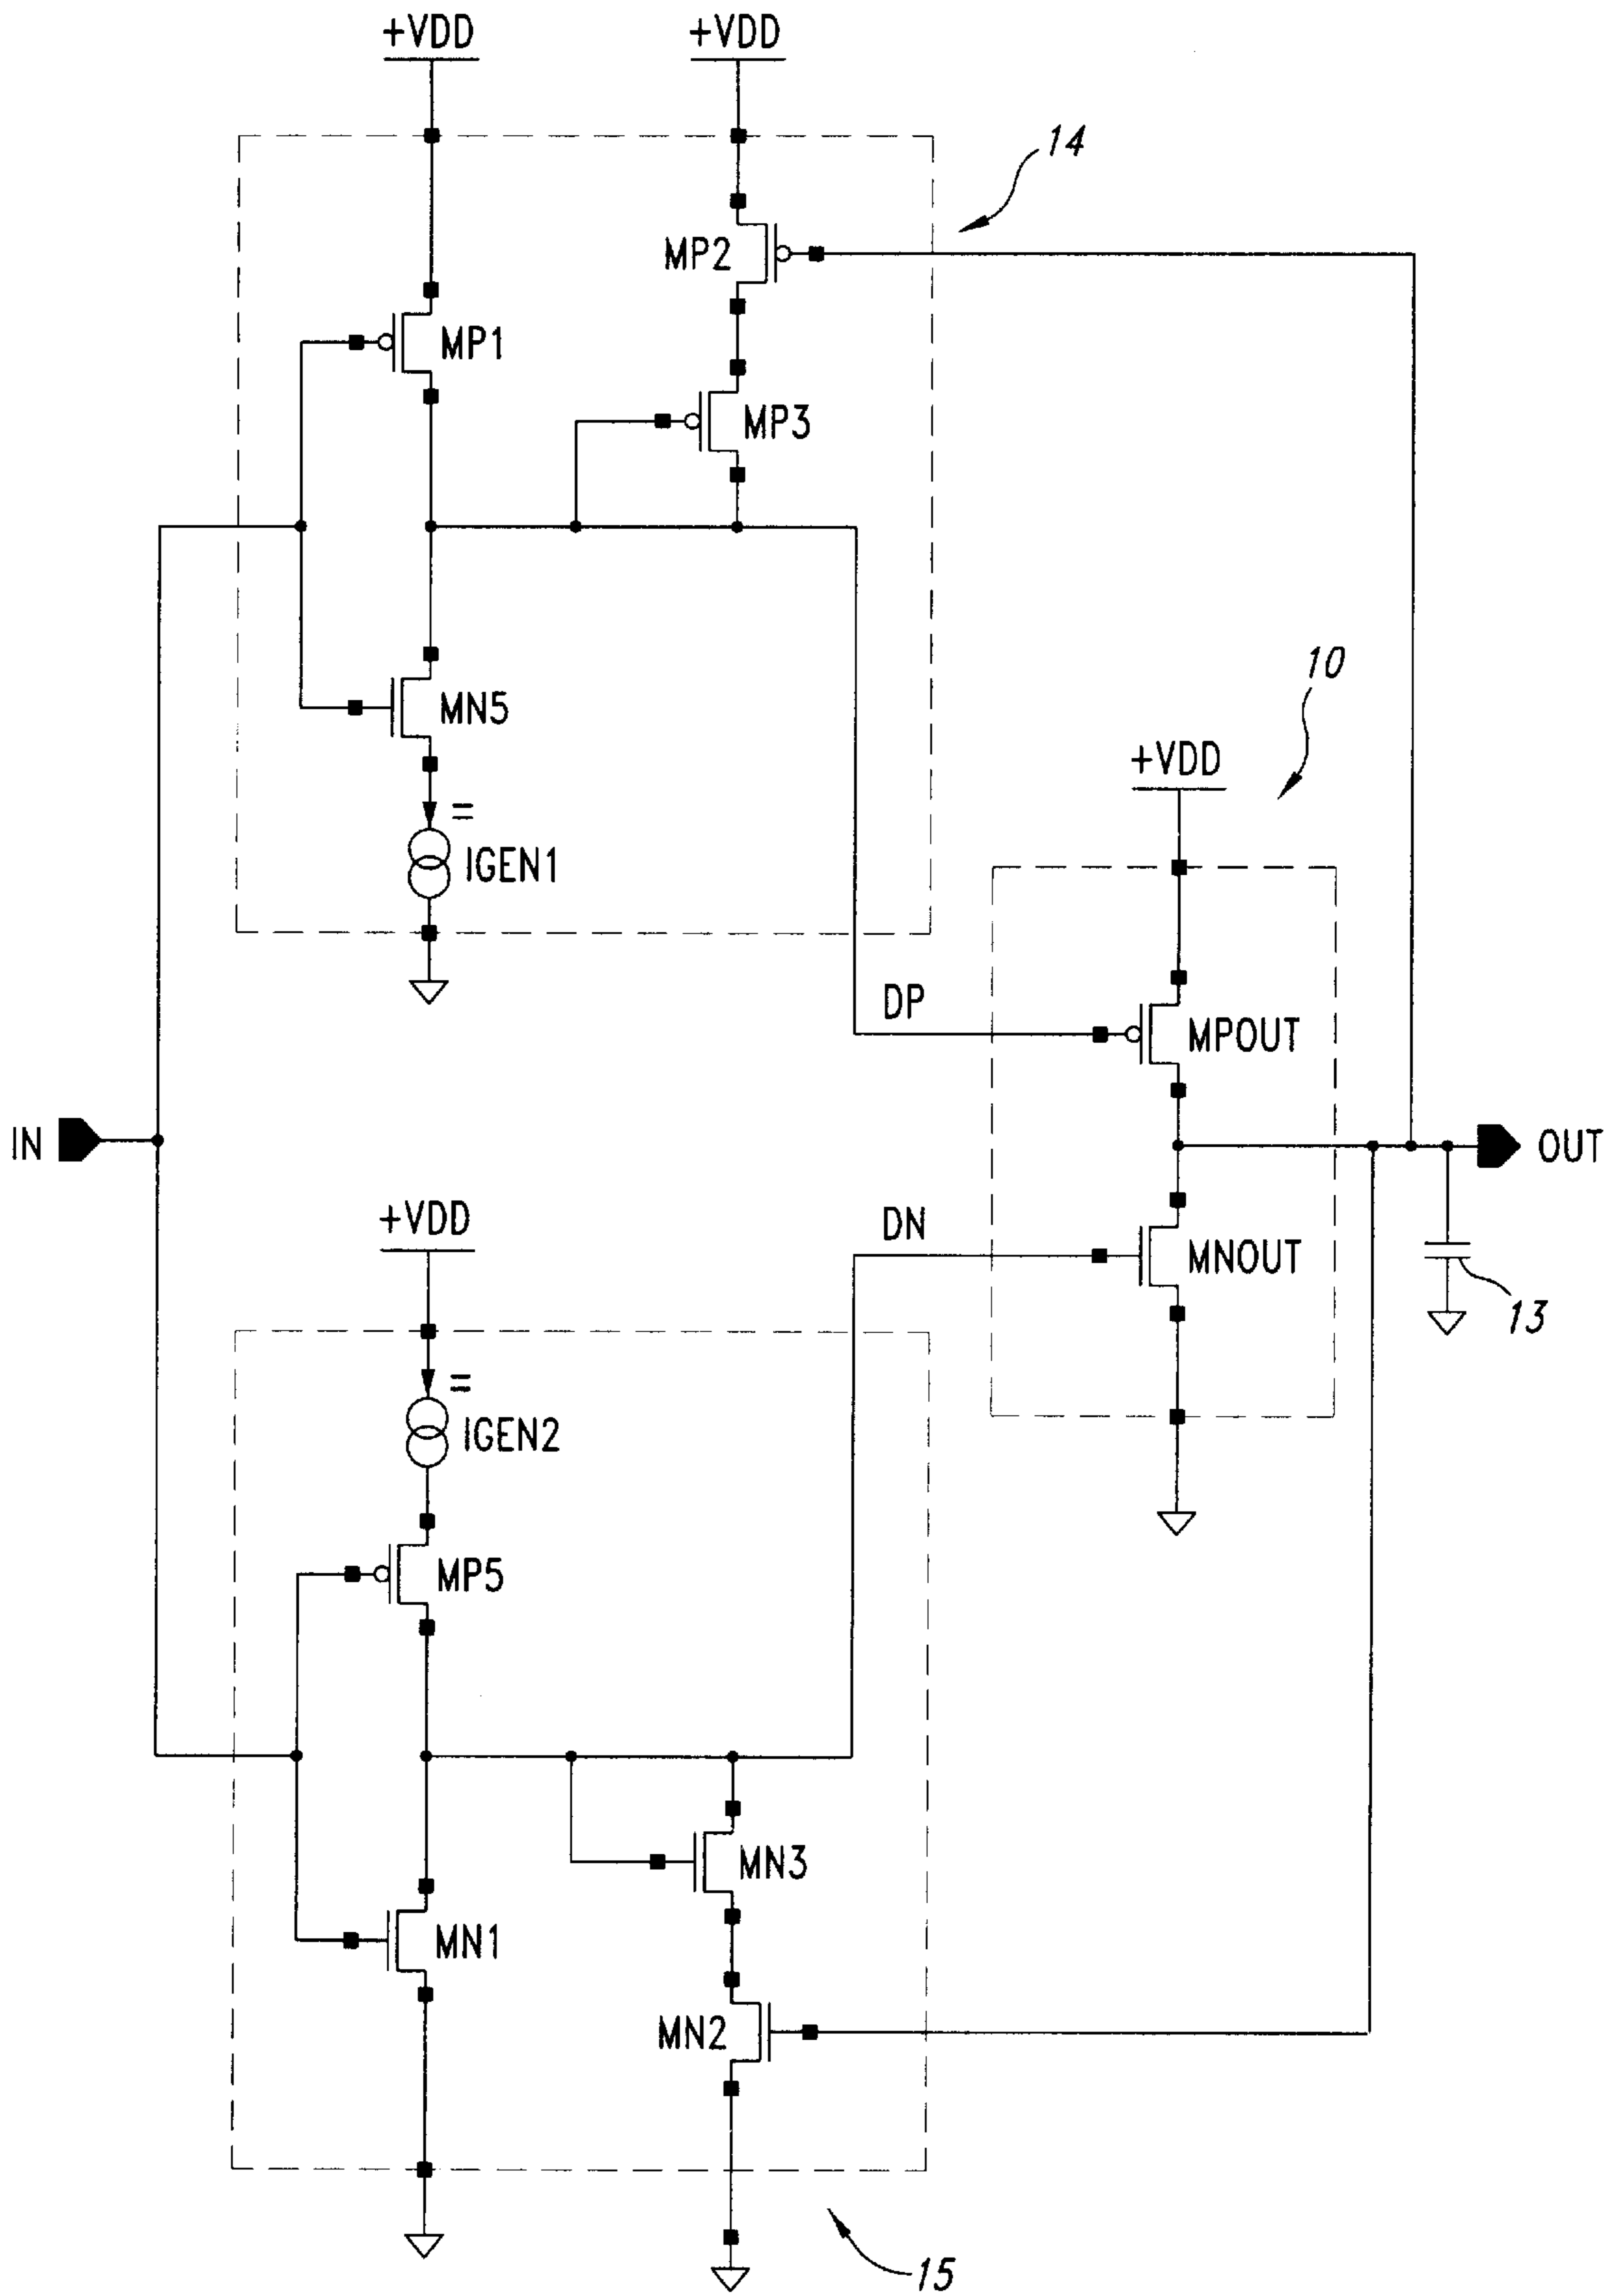 +VDD
+VDD
14
MP2
MP1
MP3
10
MN5
+VDD
=
IGEN1
DP
MPOUT
IN
OUT
+VDD
DN
MNOUT
13
=
IGEN2
MP5
MN3
MN1
MN2
15